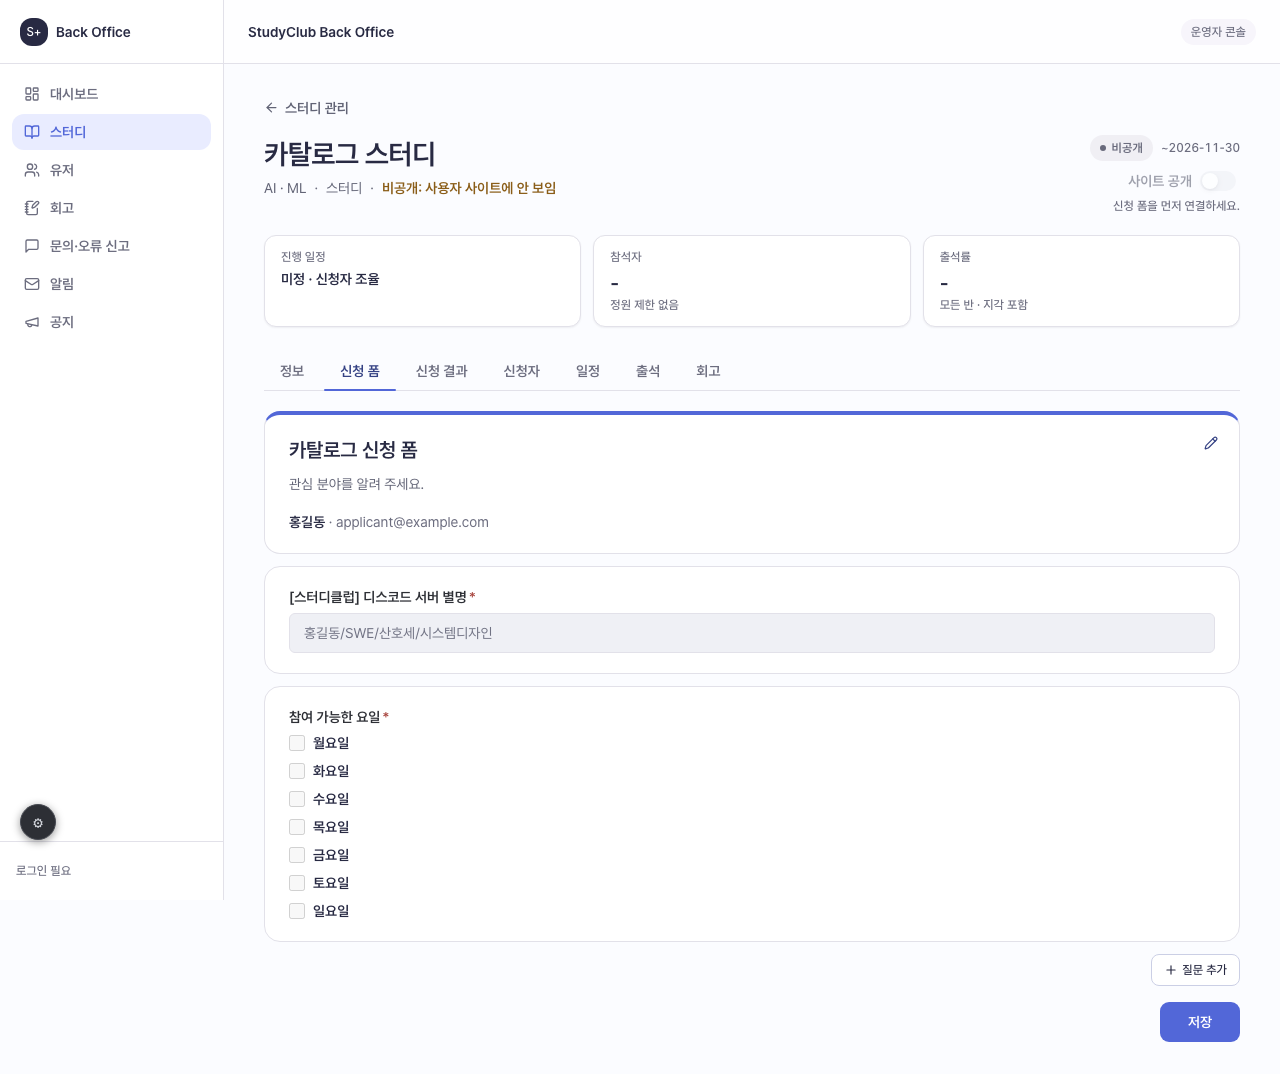 S+ Back Office
StudyClub Back Office
운영자 콘솔
대시보드
스터디
유저
회고
문의·오류 신고
알림
공지
로그인 필요
← 스터디 관리
카탈로그 스터디
AI · ML · 스터디 · 비공개: 사용자 사이트에 안 보임
비공개 ~2026-11-30
사이트 공개
신청 폼을 먼저 연결하세요.
진행 일정
미정 · 신청자 조율
참석자
-
정원 제한 없음
출석률
-
모든 반 · 지각 포함
정보 신청 폼 신청 결과 신청자 일정 출석 회고
카탈로그 신청 폼
관심 분야를 알려 주세요.
홍길동 · applicant@example.com
[스터디클럽] 디스코드 서버 별명 *
홍길동/SWE/산호세/시스템디자인
참여 가능한 요일 *
월요일
화요일
수요일
목요일
금요일
토요일
일요일
+ 질문 추가
저장